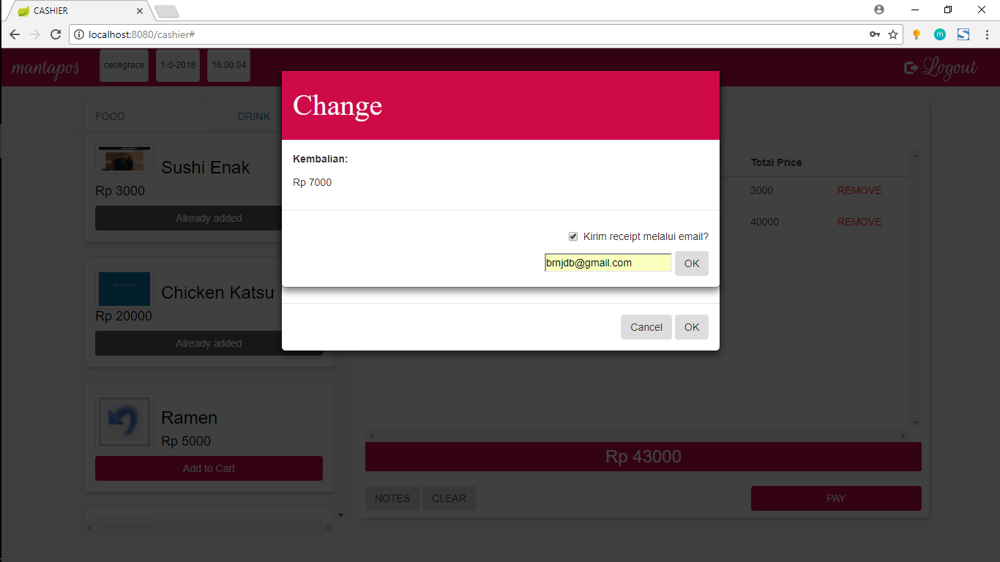 CASHIER
localhost:8080/cashier#
mantapos
cecegrace
1-0-2018
16:00:04
Logout
FOOD
DRINK
Sushi Enak
Rp 3000
Already added
Chicken Katsu
Rp 20000
Already added
Ramen
Rp 5000
Add to Cart
Change
Kembalian:
Rp 7000
Kirim receipt melalui email?
brnjdb@gmail.com
OK
Cancel
OK
Total Price
3000
REMOVE
40000
REMOVE
Rp 43000
NOTES
CLEAR
PAY